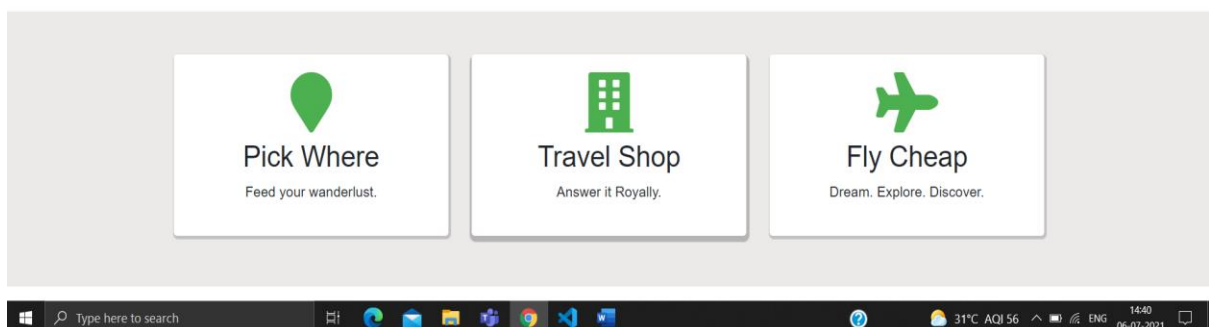 Pick Where
Feed your wanderlust.
Travel Shop
Answer it Royally.
Fly Cheap
Dream. Explore. Discover.
Type here to search
31°C AQI 56
ENG
14:40
06-07-2021